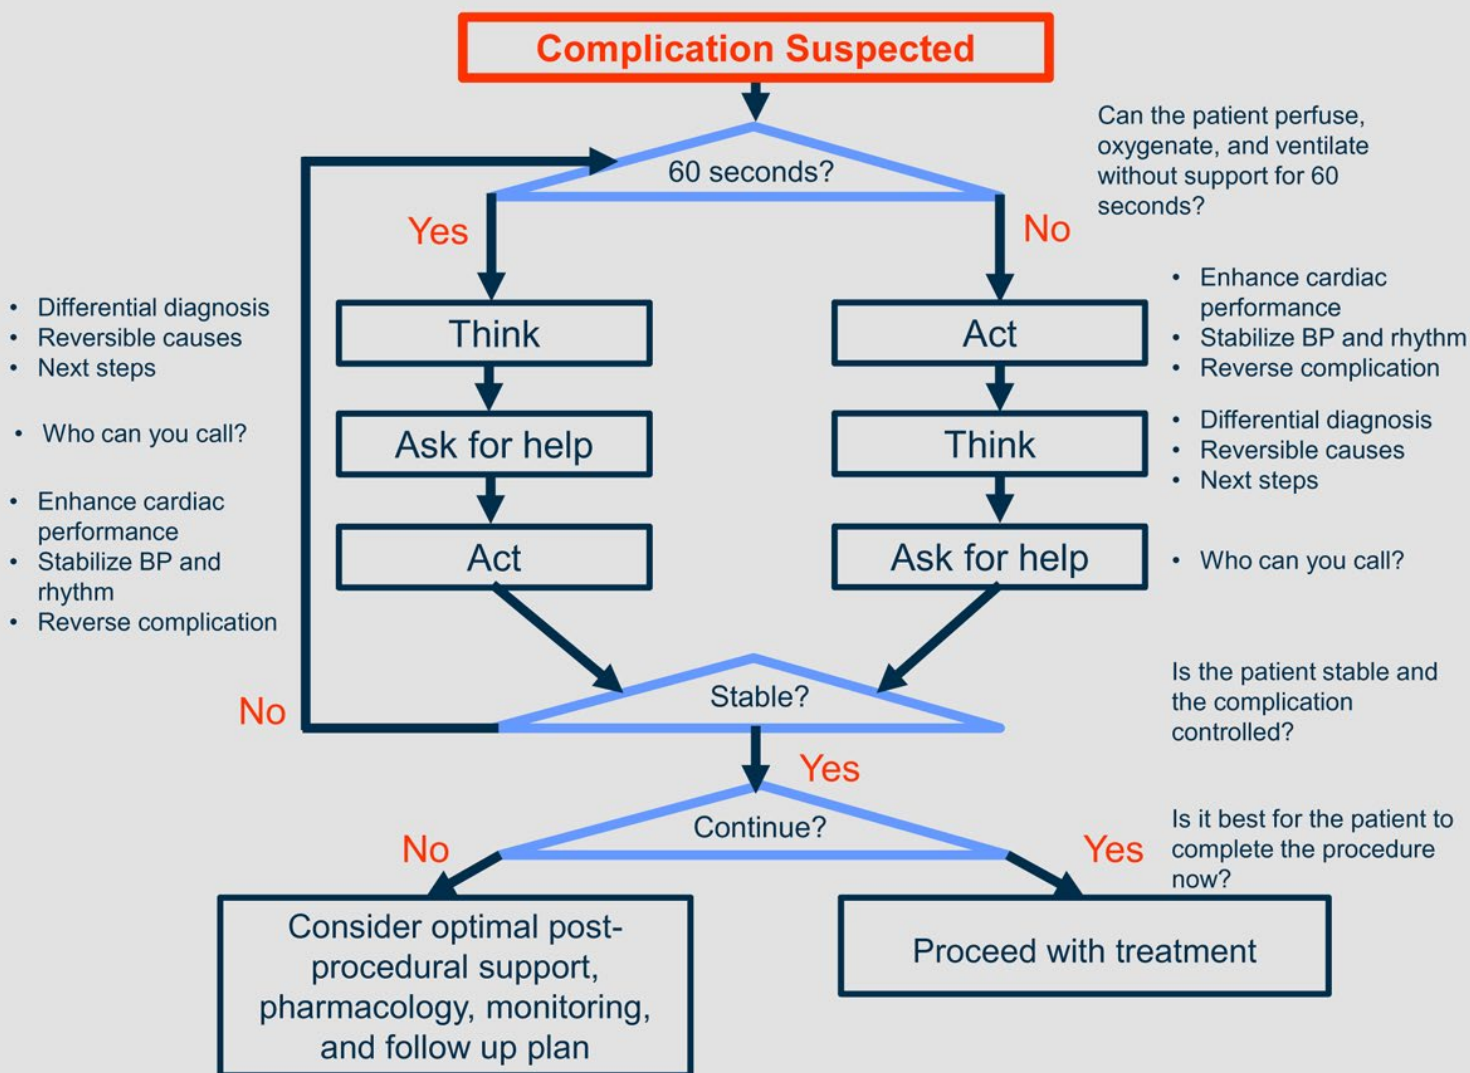 Complication Suspected
Can the patient perfuse,
oxygenate, and ventilate
without support for 60
seconds?
60 seconds?
Yes
No
• Differential diagnosis
• Reversible causes
• Next steps
Think
Act
• Enhance cardiac
performance
• Stabilize BP and rhythm
• Reverse complication
• Who can you call?
Ask for help
Think
• Differential diagnosis
• Reversible causes
• Next steps
• Enhance cardiac
performance
• Stabilize BP and
rhythm
• Reverse complication
Act
Ask for help
• Who can you call?
Stable?
Is the patient stable and
the complication
controlled?
No
Yes
Continue?
Is it best for the patient to
complete the procedure
now?
No
Yes
Consider optimal post-
procedural support,
pharmacology, monitoring,
and follow up plan
Proceed with treatment